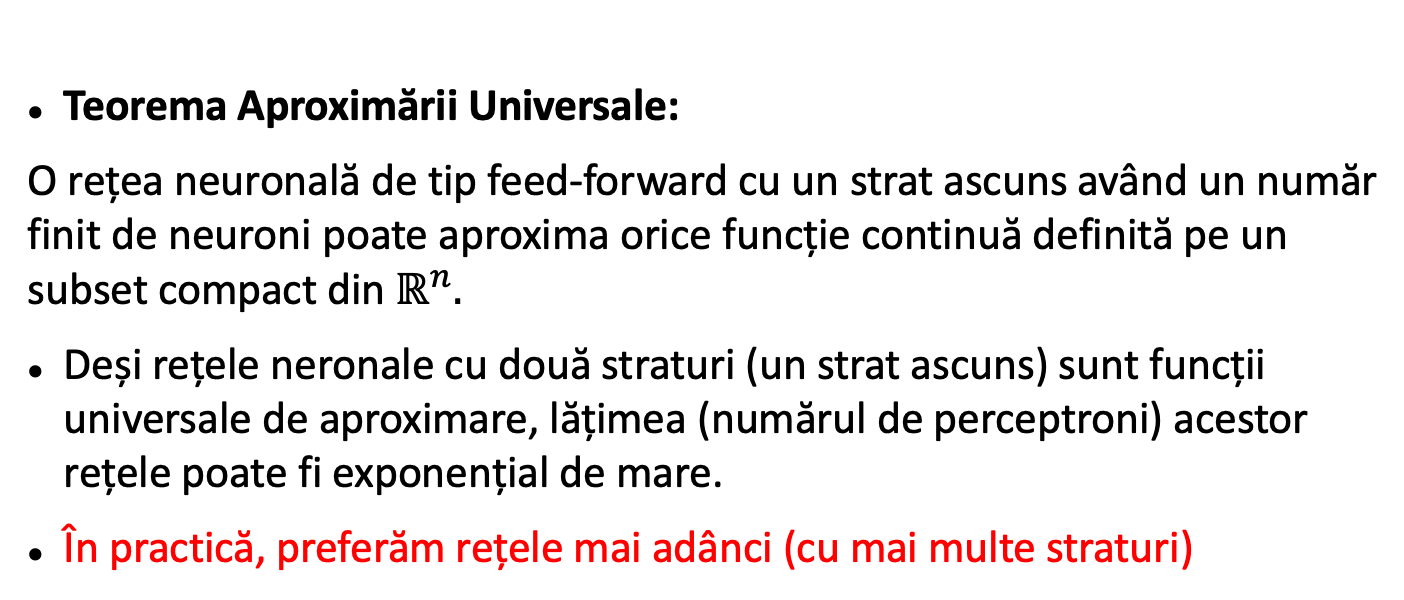 • Teorema Aproximării Universale:
O rețea neuronală de tip feed-forward cu un strat ascuns având un număr
finit de neuroni poate aproxima orice funcție continuă definită pe un
subset compact din ℝⁿ.
• Deși rețele neronale cu două straturi (un strat ascuns) sunt funcții
universale de aproximare, lățimea (numărul de perceptroni) acestor
rețele poate fi exponențial de mare.
• În practică, preferăm rețele mai adânci (cu mai multe straturi)